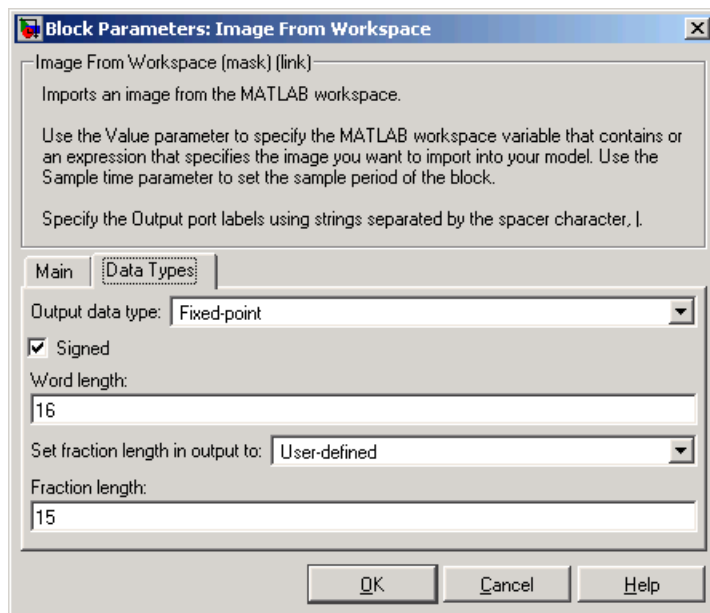 Block Parameters: Image From Workspace
Image From Workspace (mask) (link)
Imports an image from the MATLAB workspace.
Use the Value parameter to specify the MATLAB workspace variable that contains or
an expression that specifies the image you want to import into your model. Use the
Sample time parameter to set the sample period of the block.
Specify the Output port labels using strings separated by the spacer character, |.
Main Data Types
Output data type: Fixed-point
Signed
Word length:
16
Set fraction length in output to: User-defined
Fraction length:
15
OK Cancel Help